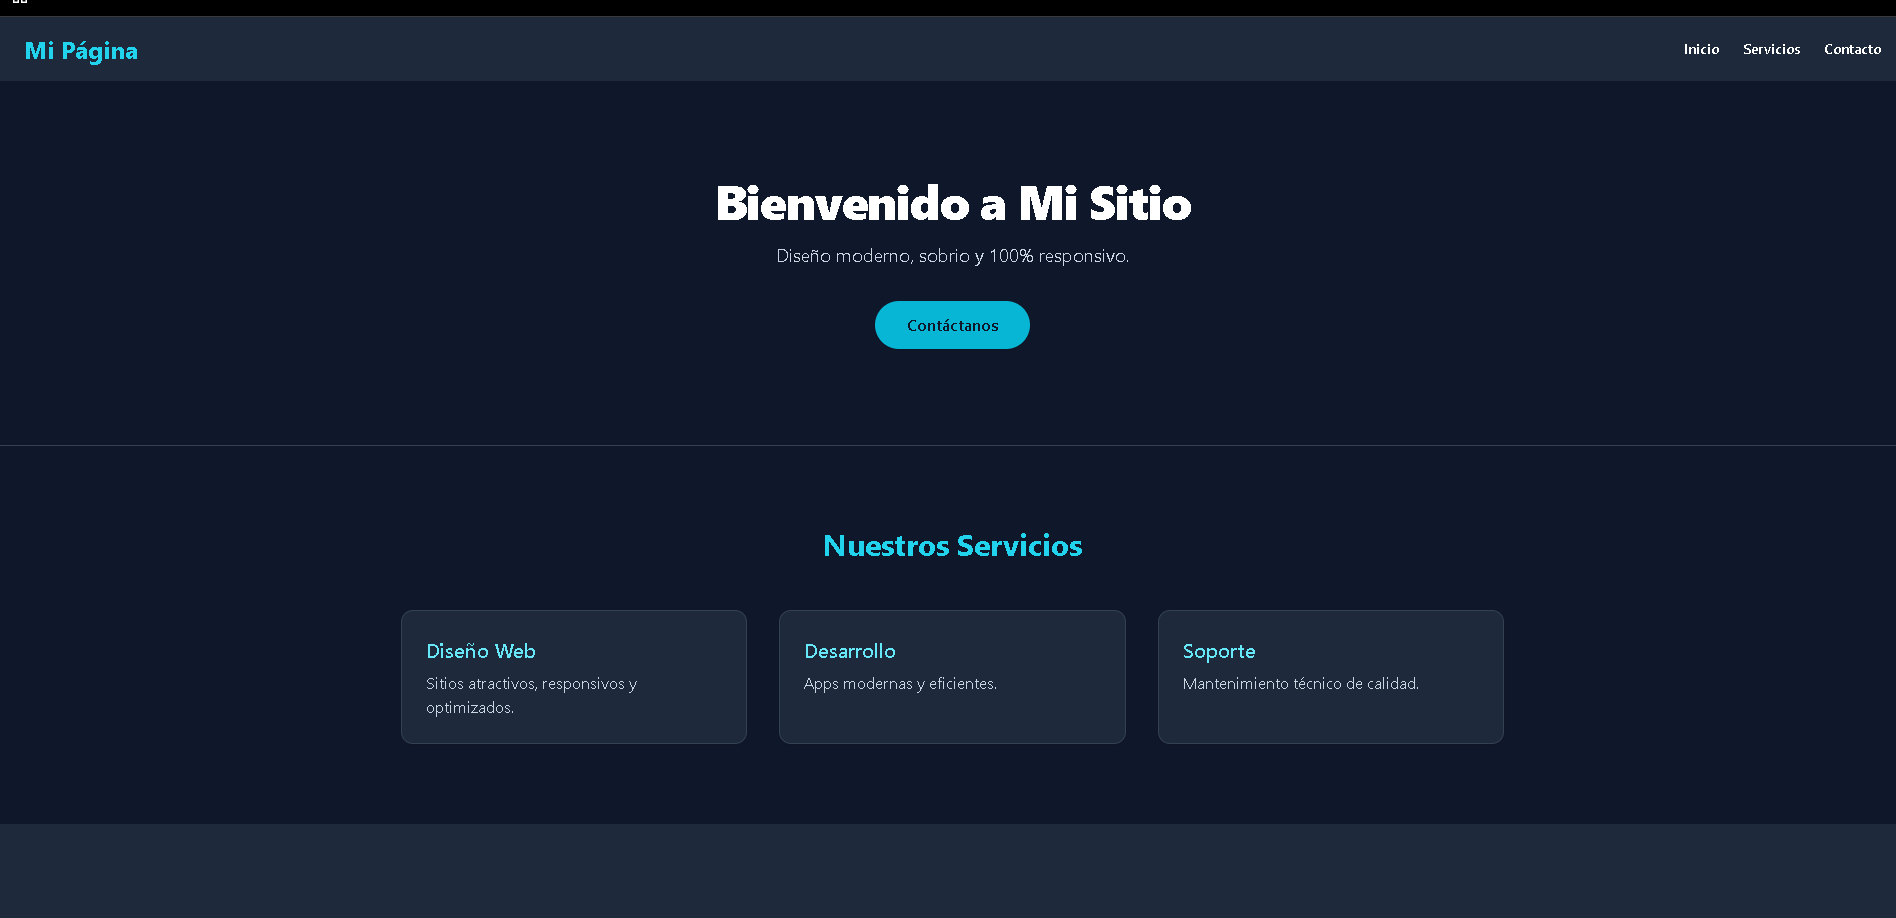 Mi Página
Inicio Servicios Contacto
Bienvenido a Mi Sitio
Diseño moderno, sobrio y 100% responsivo.
Contáctanos
Nuestros Servicios
Diseño Web
Sitios atractivos, responsivos y
optimizados.
Desarrollo
Apps modernas y eficientes.
Soporte
Mantenimiento técnico de calidad.